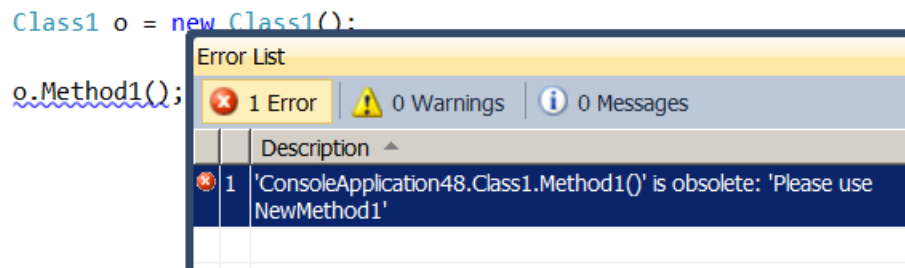 Class1 o = new Class1();
Error List
o.Method1();
1 Error
0 Warnings
0 Messages
Description
1
'ConsoleApplication48.Class1.Method1()' is obsolete: 'Please use
NewMethod1'